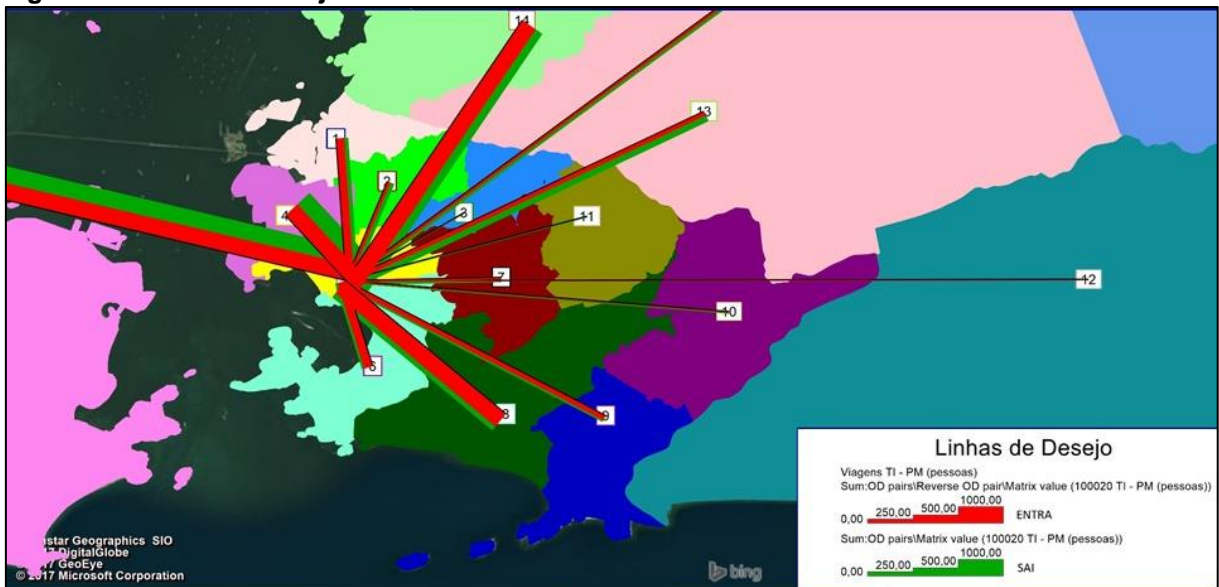 14
13
1
2
4
3
11
7
12
10
6
8
9
Linhas de Desejo
Viagens TI - PM (pessoas)
Sum:OD pairs\Reverse OD pair\Matrix value (100020 TI - PM (pessoas))
0,00 250,00 500,00 1000,00 ENTRA
Sum:OD pairs\Matrix value (100020 TI - PM (pessoas))
0,00 250,00 500,00 1000,00 SAI
Geographics SIO
DigitalGlobe
GeoEye
© 2017 Microsoft Corporation
bing